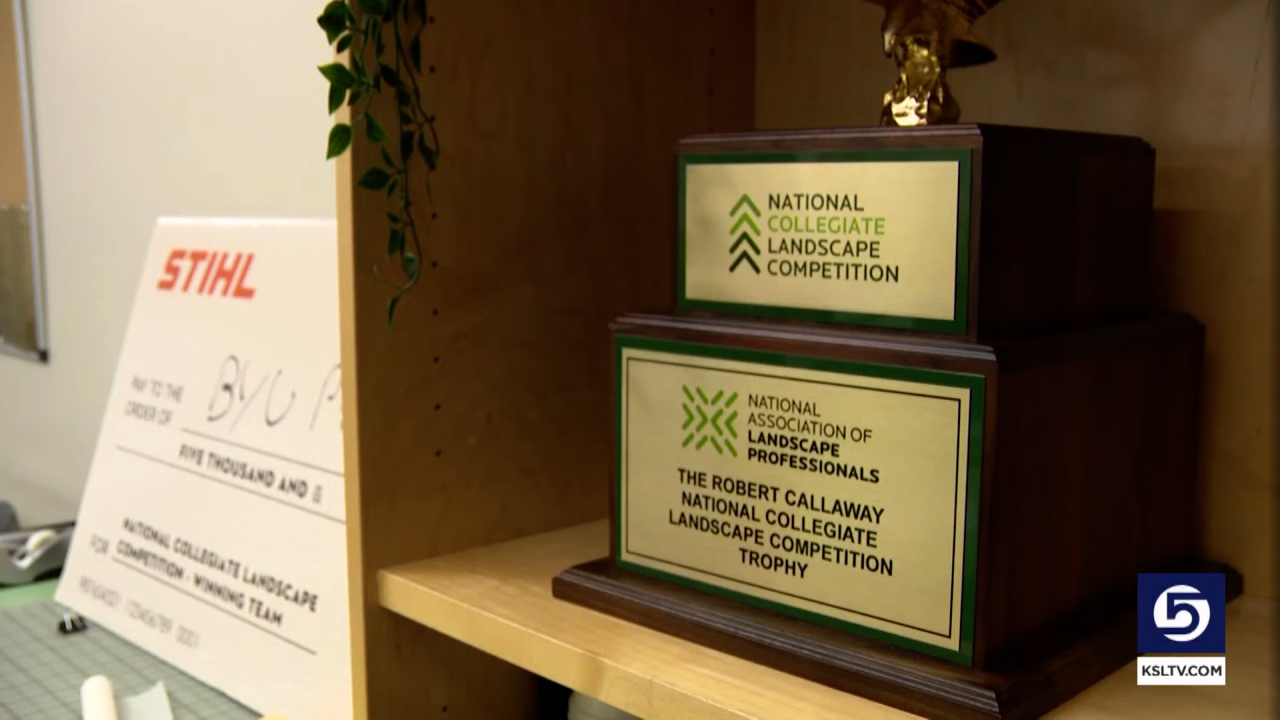 STIHL
PAY TO THE
ORDER OF
BYU
FIVE THOUSAND AND
FOR
NATIONAL COLLEGIATE LANDSCAPE
COMPETITION - WINNING TEAM
NATIONAL
COLLEGIATE
LANDSCAPE
COMPETITION
NATIONAL
ASSOCIATION OF
LANDSCAPE
PROFESSIONALS
THE ROBERT CALLAWAY
NATIONAL COLLEGIATE
LANDSCAPE COMPETITION
TROPHY
5
KSLTV.COM